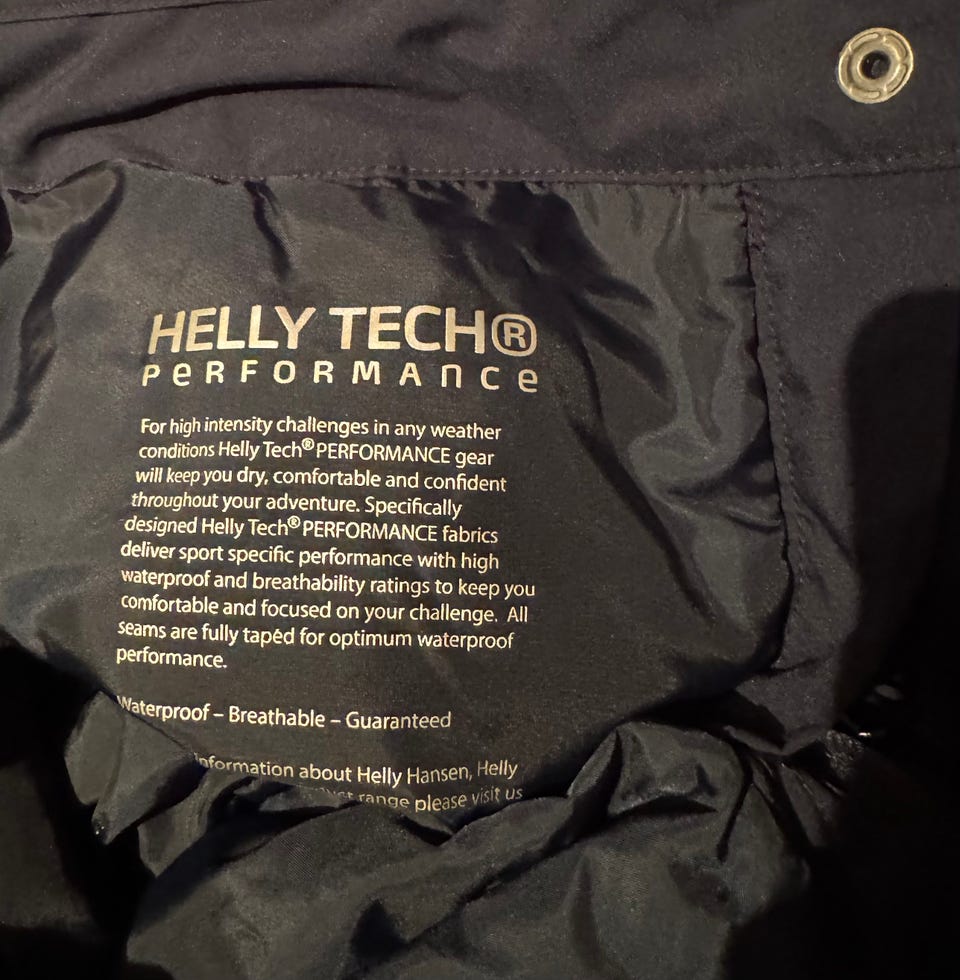 HELLY TECH®
PERFORMANCE
For high intensity challenges in any weather
conditions Helly Tech® PERFORMANCE gear
will keep you dry, comfortable and confident
throughout your adventure. Specifically
designed Helly Tech® PERFORMANCE fabrics
deliver sport specific performance with high
waterproof and breathability ratings to keep you
comfortable and focused on your challenge. All
seams are fully taped for optimum waterproof
performance.
Waterproof – Breathable – Guaranteed
information about Helly Hansen, Helly
range please visit us